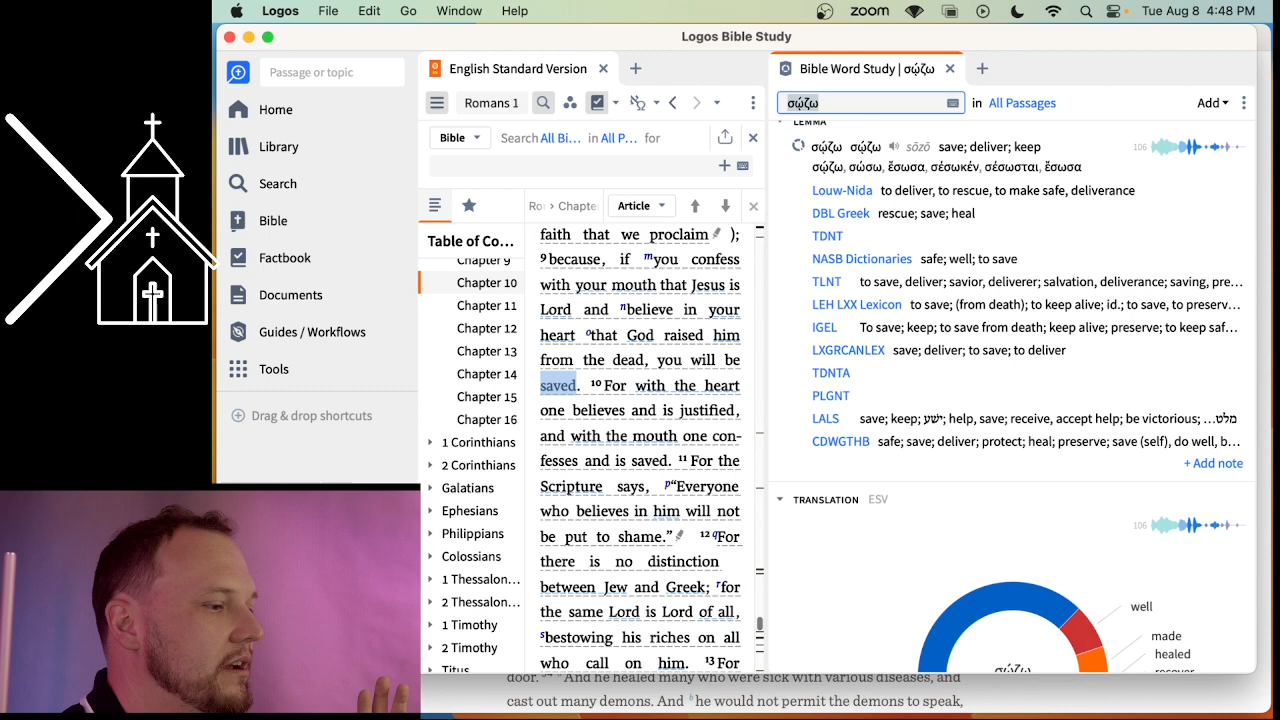 Logos File Edit Go Window Help zoom Tue Aug 8 4:48 PM
Logos Bible Study
Passage or topic
Home
Library
Search
Bible
Factbook
Documents
Guides / Workflows
Tools
Drag & drop shortcuts
English Standard Version
Romans 1
Bible Search All Bi… in All P… for
Ror › Chapte Article
Table of Co…
Chapter 9
Chapter 10
Chapter 11
Chapter 12
Chapter 13
Chapter 14
Chapter 15
Chapter 16
1 Corinthians
2 Corinthians
Galatians
Ephesians
Philippians
Colossians
1 Thessalon…
2 Thessalon…
1 Timothy
2 Timothy
Titus
faith that we proclaim );
9 because, if m you confess
with your mouth that Jesus is
Lord and n believe in your
heart o that God raised him
from the dead, you will be
saved. 10 For with the heart
one believes and is justified,
and with the mouth one con-
fesses and is saved. 11 For the
Scripture says, p “Everyone
who believes in him will not
be put to shame.” 12 q For
there is no distinction
between Jew and Greek; r for
the same Lord is Lord of all,
s bestowing his riches on all
who call on him. 13 For
Bible Word Study | σῴζω
σῴζω in All Passages Add
LEMMA
σῴζω σῴζω sōzō save; deliver; keep 106
σῴζω, σώσω, ἔσωσα, σέσωκέν, σέσωσται, ἔσωσα
Louw-Nida to deliver, to rescue, to make safe, deliverance
DBL Greek rescue; save; heal
TDNT
NASB Dictionaries safe; well; to save
TLNT to save, deliver; savior, deliverer; salvation, deliverance; saving, pre…
LEH LXX Lexicon to save; (from death); to keep alive; id.; to save, to preserv…
IGEL To save; keep; to save from death; keep alive; preserve; to keep saf…
LXGRCANLEX save; deliver; to save; to deliver
TDNTA
PLGNT
LALS save; keep; ישׁע; help, save; receive, accept help; be victorious; …מלט
CDWGTHB safe; save; deliver; protect; heal; preserve; save (self), do well, b…
+ Add note
TRANSLATION ESV
106
well
made
healed
recover
σῴζω
door. 34 And he healed many who were sick with various diseases, and
cast out many demons. And he would not permit the demons to speak,